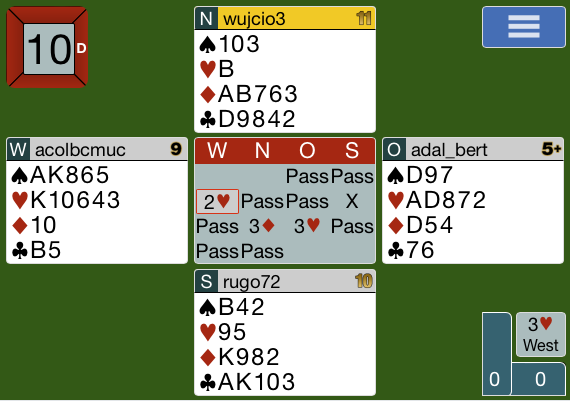 10 D
N wujcio3 11
♠103
♥B
♦AB763
♣D9842
W acolbcmuc 9
♠AK865
♥K10643
♦10
♣B5
W N O S
Pass Pass
2♥ Pass Pass X
Pass 3♦ 3♥ Pass
Pass Pass
O adal_bert 5+
♠D97
♥AD872
♦D54
♣76
S rugo72 10
♠B42
♥95
♦K982
♣AK103
3♥
West
0 0